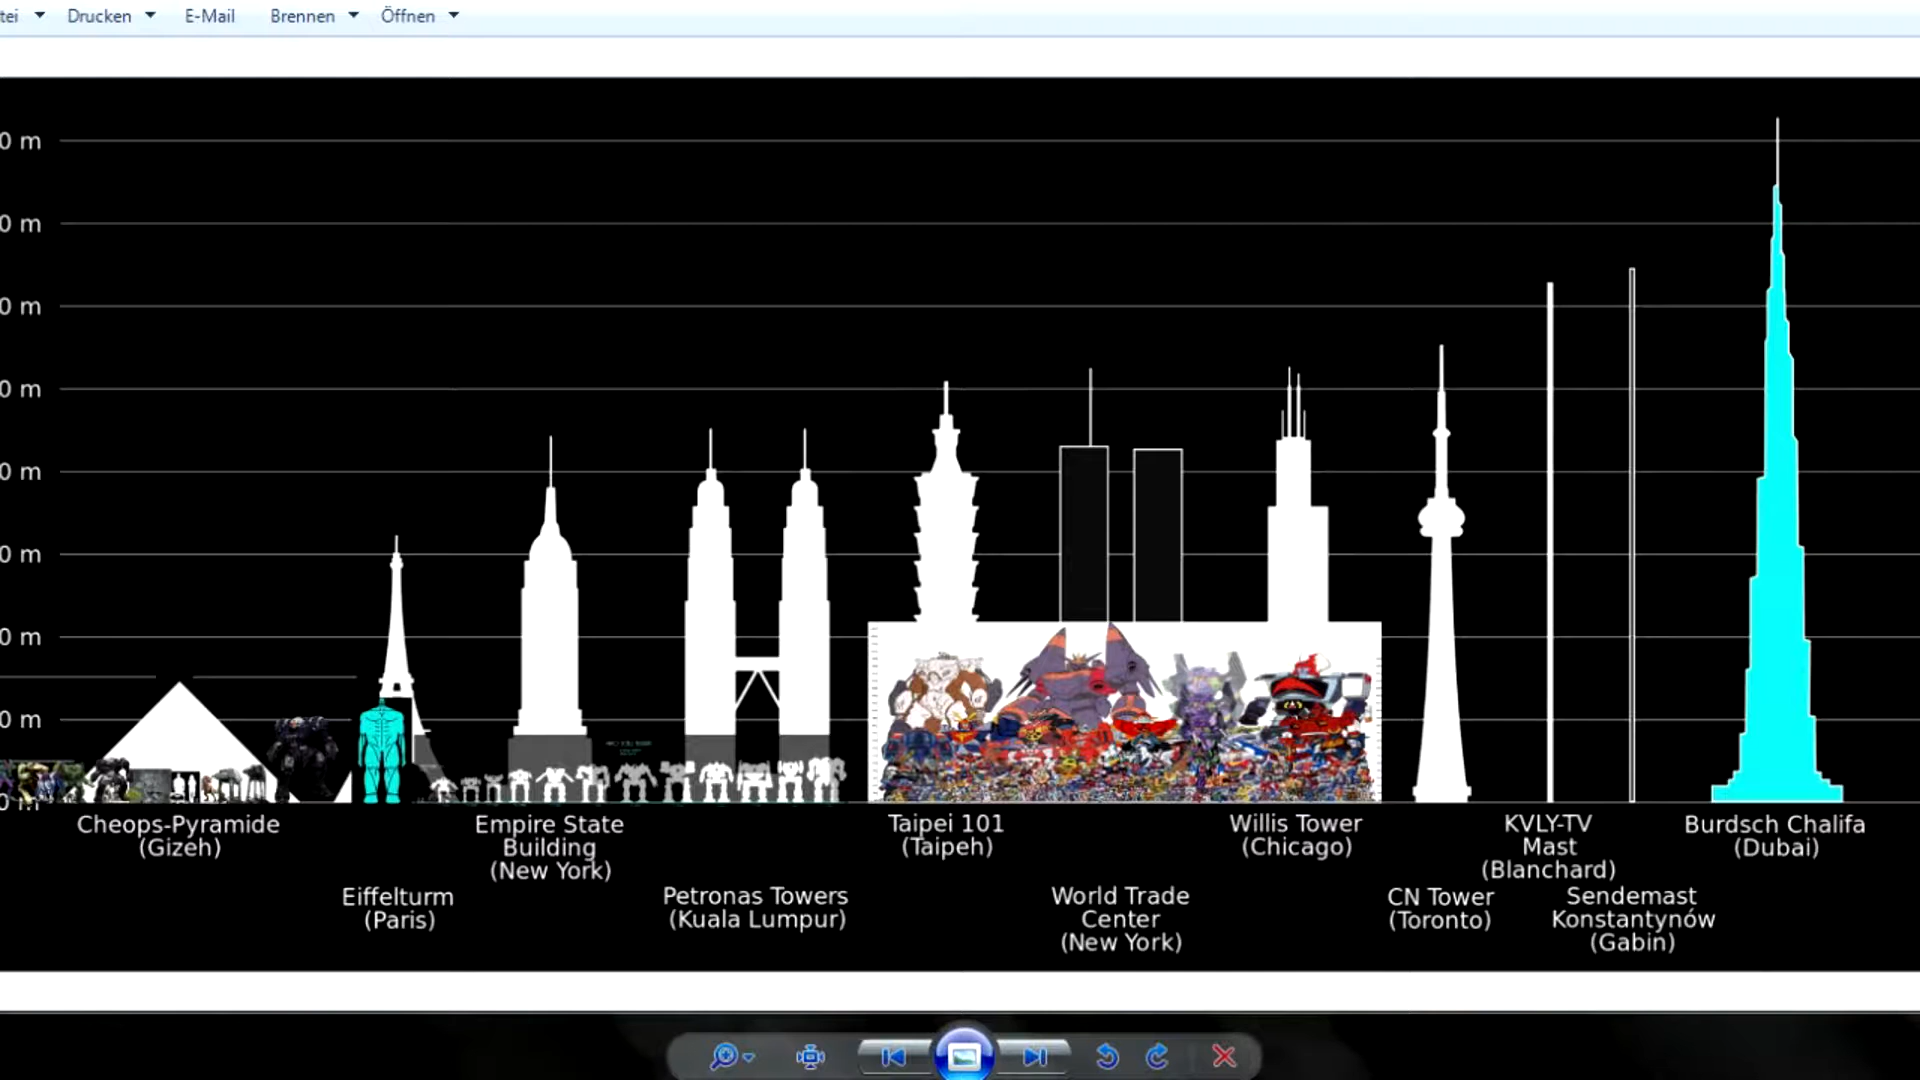 tei Drucken E-Mail Brennen Öffnen
0 m
0 m
0 m
0 m
0 m
0 m
0 m
0 m
0 m
Cheops-Pyramide
(Gizeh)
Eiffelturm
(Paris)
Empire State
Building
(New York)
Petronas Towers
(Kuala Lumpur)
Taipei 101
(Taipeh)
World Trade
Center
(New York)
Willis Tower
(Chicago)
CN Tower
(Toronto)
KVLY-TV
Mast
(Blanchard)
Sendemast
Konstantynów
(Gabin)
Burdsch Chalifa
(Dubai)